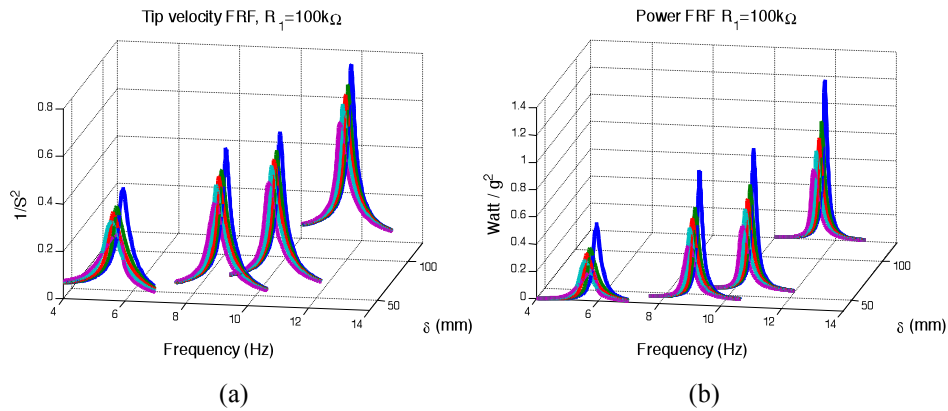 Tip velocity FRF, R₁=100kΩ
0.8
0.6
0.4
0.2
0
1/S²
4
6
8
10
12
14
50
100
δ (mm)
Frequency (Hz)
(a)
Power FRF R₁=100kΩ
1.4
1.2
1
0.8
0.6
0.4
0.2
0
Watt / g²
4
6
8
10
12
14
50
100
δ (mm)
Frequency (Hz)
(b)